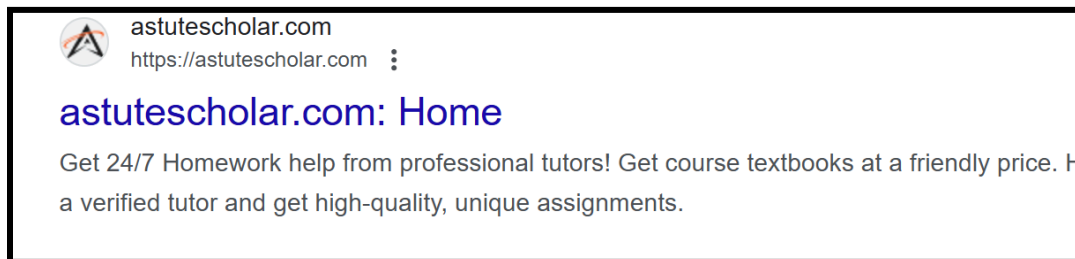 astutescholar.com
https://astutescholar.com
astutescholar.com: Home
Get 24/7 Homework help from professional tutors! Get course textbooks at a friendly price.
a verified tutor and get high-quality, unique assignments.